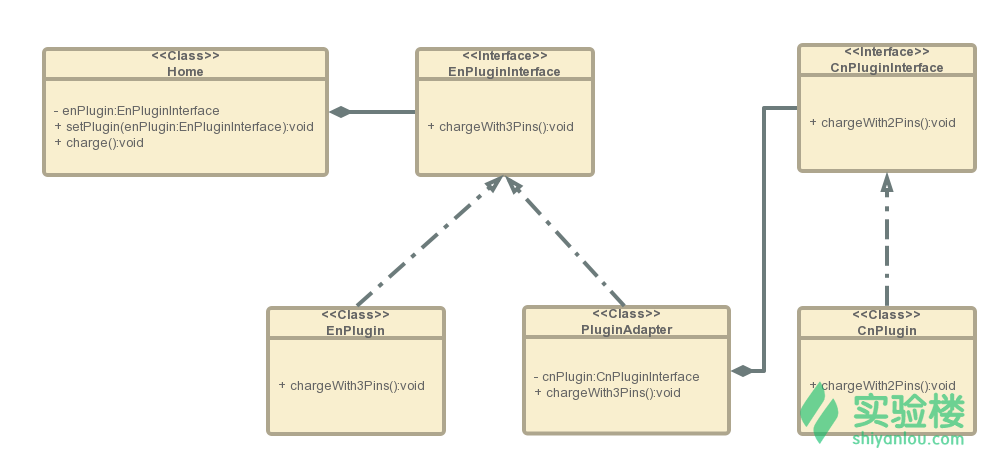 <<Class>>
Home
- enPlugin:EnPluginInterface
+ setPlugin(enPlugin:EnPluginInterface):void
+ charge():void
<<Interface>>
EnPluginInterface
+ chargeWith3Pins():void
<<Interface>>
CnPluginInterface
+ chargeWith2Pins():void
<<Class>>
EnPlugin
+ chargeWith3Pins():void
<<Class>>
PluginAdapter
- cnPlugin:CnPluginInterface
+ chargeWith3Pins():void
<<Class>>
CnPlugin
+ chargeWith2Pins():void
实验楼
shiyanlou.com